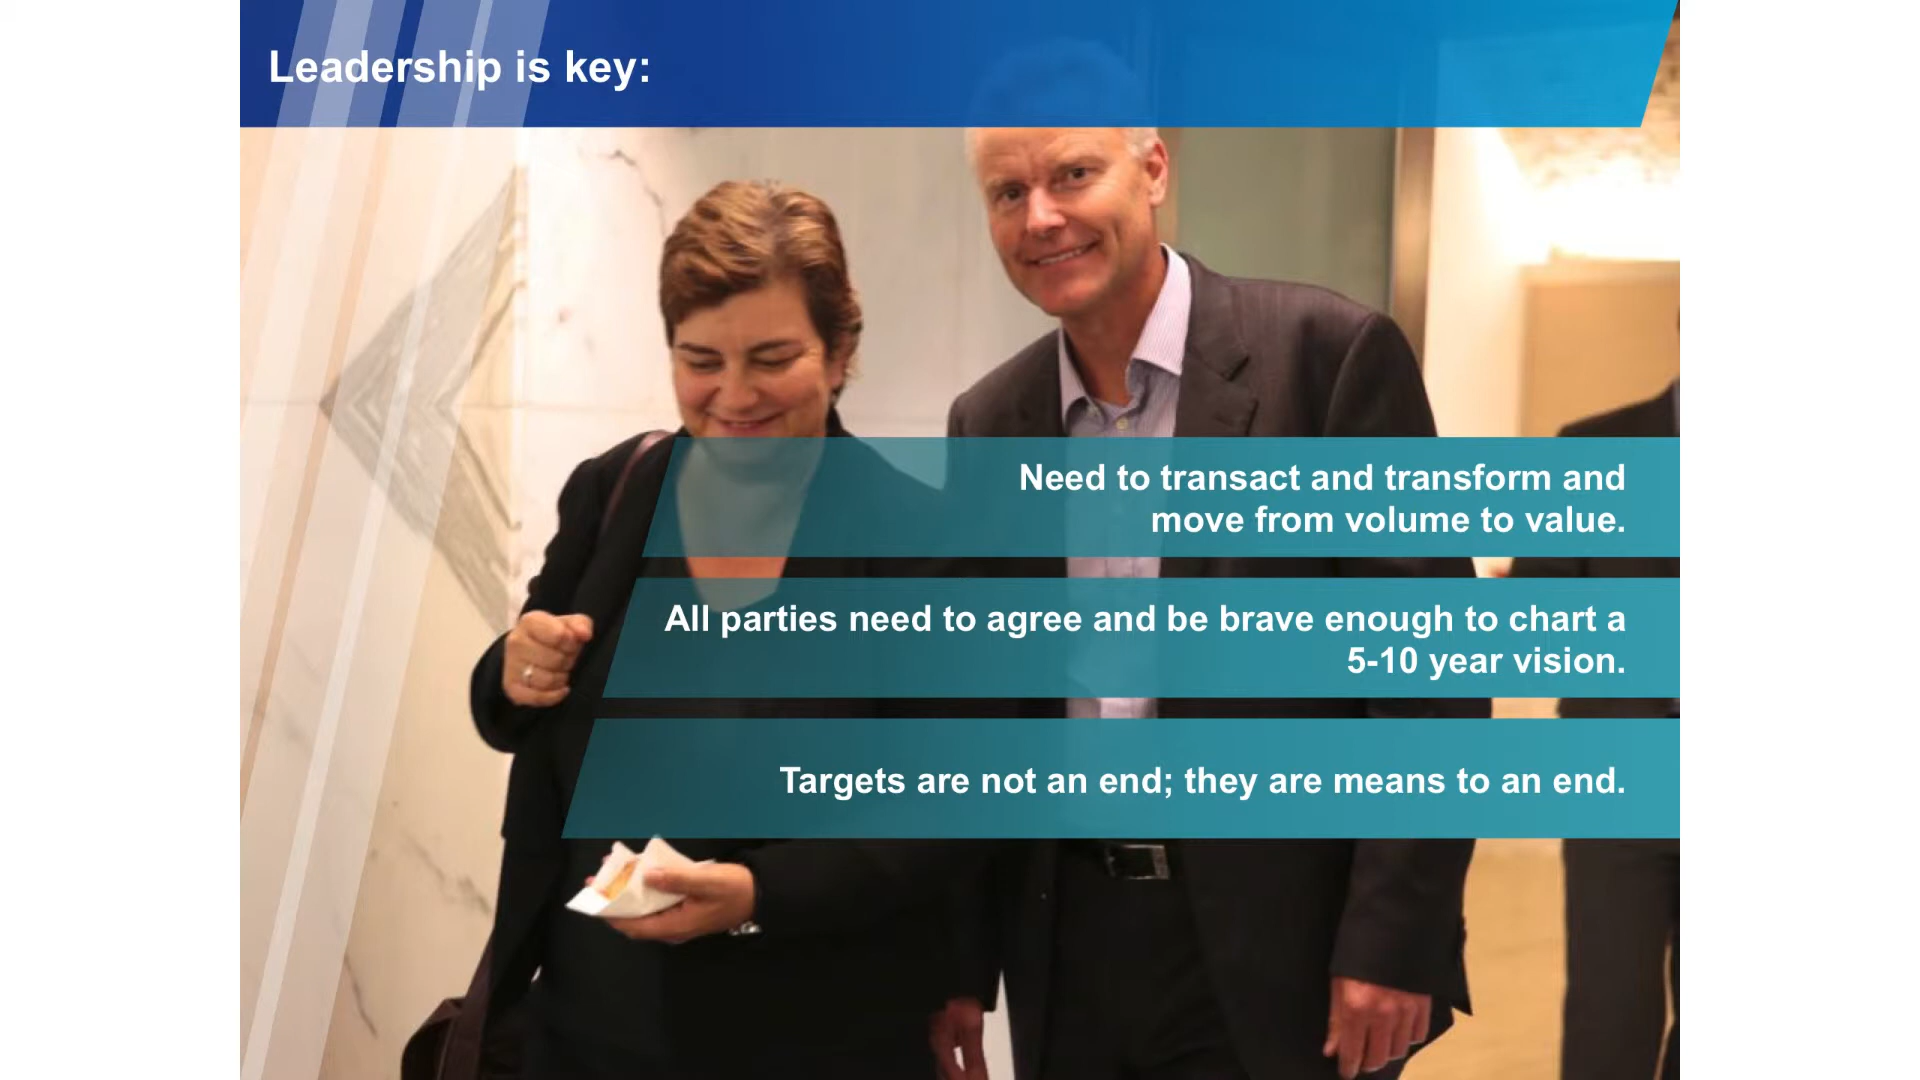 Leadership is key:
Need to transact and transform and
move from volume to value.
All parties need to agree and be brave enough to chart a
5-10 year vision.
Targets are not an end; they are means to an end.